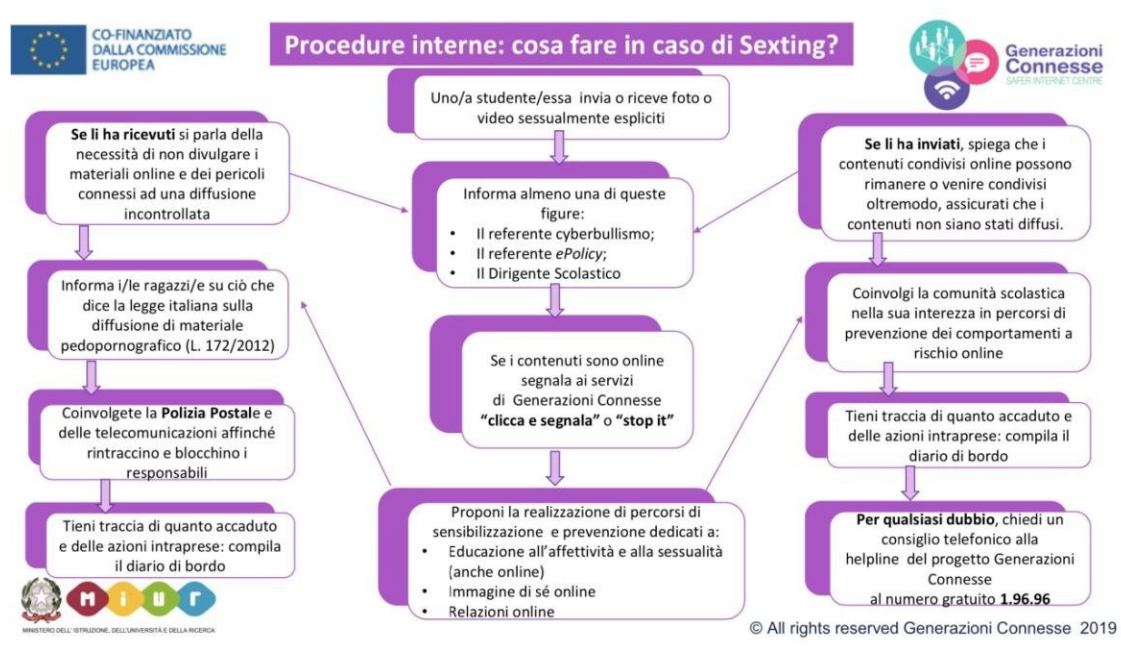 CO-FINANZIATO
DALLA COMMISSIONE
EUROPEA
Procedure interne: cosa fare in caso di Sexting?
Generazioni
Connesse
SAFER INTERNET CENTRE
Uno/a studente/essa invia o riceve foto o
video sessualmente espliciti
Se li ha ricevuti si parla della
necessità di non divulgare i
materiali online e dei pericoli
connessi ad una diffusione
incontrollata
Informa almeno una di queste
figure:
• Il referente cyberbullismo;
• Il referente ePolicy;
• Il Dirigente Scolastico
Se li ha inviati, spiega che i
contenuti condivisi online possono
rimanere o venire condivisi
oltremodo, assicurati che i
contenuti non siano stati diffusi.
Informa i/le ragazzi/e su ciò che
dice la legge italiana sulla
diffusione di materiale
pedopornografico (L. 172/2012)
Se i contenuti sono online
segnala ai servizi
di Generazioni Connesse
“clicca e segnala” o “stop it”
Coinvolgi la comunità scolastica
nella sua interezza in percorsi di
prevenzione dei comportamenti a
rischio online
Coinvolgete la Polizia Postale e
delle telecomunicazioni affinché
rintraccino e blocchino i
responsabili
Tieni traccia di quanto accaduto e
delle azioni intraprese: compila il
diario di bordo
Tieni traccia di quanto accaduto
e delle azioni intraprese: compila
il diario di bordo
Proponi la realizzazione di percorsi di
sensibilizzazione e prevenzione dedicati a:
• Educazione all’affettività e alla sessualità
(anche online)
• Immagine di sé online
• Relazioni online
Per qualsiasi dubbio, chiedi un
consiglio telefonico alla
helpline del progetto Generazioni
Connesse
al numero gratuito 1.96.96
MIUR
MINISTERO DELL’ISTRUZIONE, DELL’UNIVERSITÀ E DELLA RICERCA
© All rights reserved Generazioni Connesse 2019